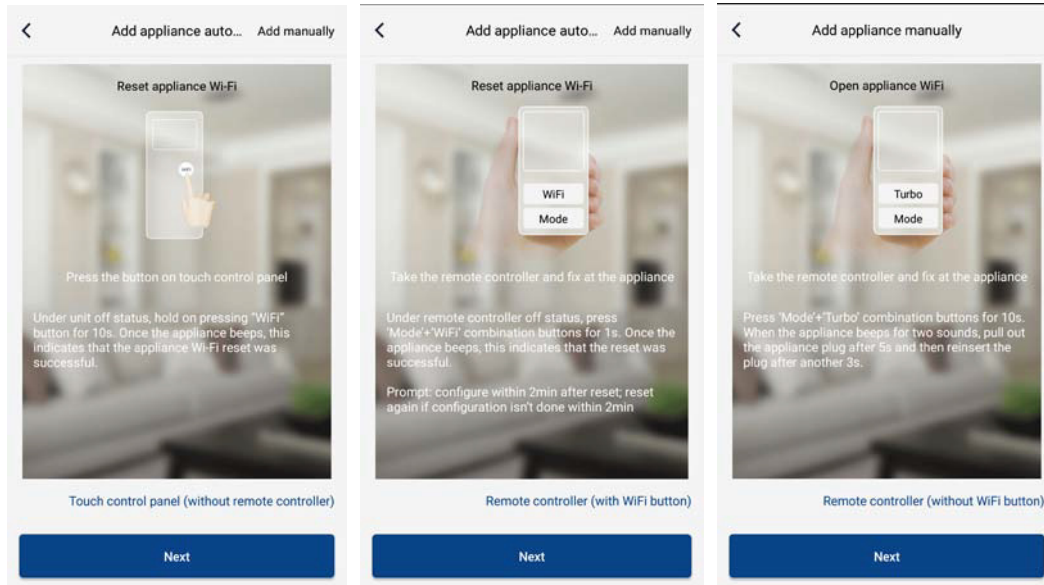 Add appliance auto... Add manually
Reset appliance Wi-Fi
WiFi
Press the button on touch control panel
Under unit off status, hold on pressing “WiFi”
button for 10s. Once the appliance beeps, this
indicates that the appliance Wi-Fi reset was
successful.
Touch control panel (without remote controller)
Next
Add appliance auto... Add manually
Reset appliance Wi-Fi
WiFi
Mode
Take the remote controller and fix at the appliance
Under remote controller off status, press
‘Mode’+‘WiFi’ combination buttons for 1s. Once the
appliance beeps, this indicates that the reset was
successful.
Prompt: configure within 2min after reset; reset
again if configuration isn't done within 2min
Remote controller (with WiFi button)
Next
Add appliance manually
Open appliance WiFi
Turbo
Mode
Take the remote controller and fix at the appliance
Press ‘Mode’+‘Turbo’ combination buttons for 10s.
When the appliance beeps for two sounds, pull out
the appliance plug after 5s and then reinsert the
plug after another 3s.
Remote controller (without WiFi button)
Next